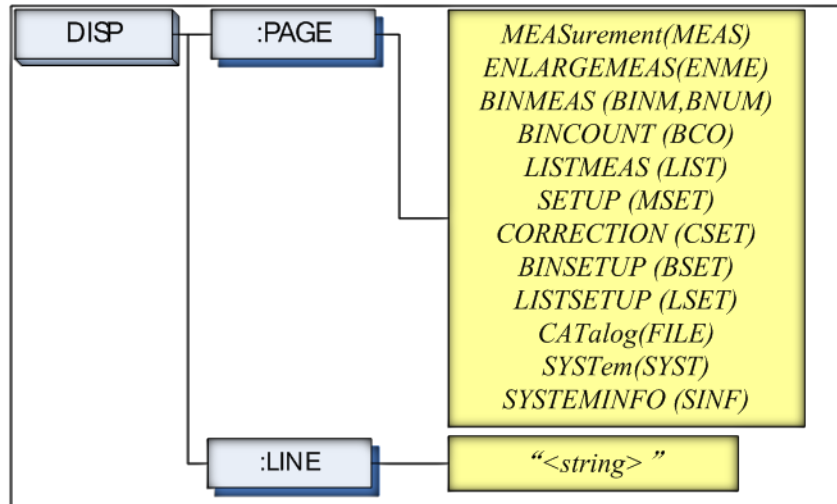 DISP
:PAGE
MEASurement(MEAS)
ENLARGEMEAS(ENME)
BINMEAS (BINM,BNUM)
BINCOUNT (BCO)
LISTMEAS (LIST)
SETUP (MSET)
CORRECTION (CSET)
BINSETUP (BSET)
LISTSETUP (LSET)
CATalog(FILE)
SYSTem(SYST)
SYSTEMINFO (SINF)
:LINE
“<string> ”